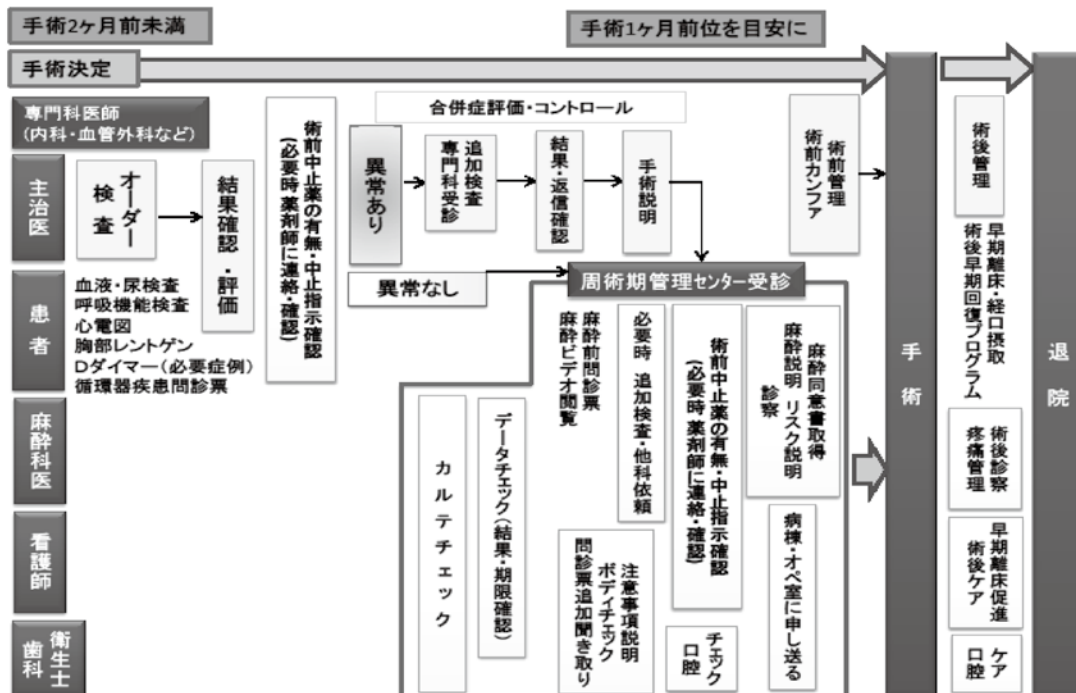 手術2ヶ月前未満
手術1ヶ月前位を目安に
手術決定
専門科医師
(内科・血管外科など)
主治医
患者
麻酔科医
看護師
歯科
衛生士
オーダー
検査
結果確認・評価
血液・尿検査
呼吸機能検査
心電図
胸部レントゲン
Dダイマー(必要症例)
循環器疾患問診票
術前中止薬の有無・中止指示確認
(必要時 薬剤師に連絡・確認)
合併症評価・コントロール
異常あり
追加検査
専門科受診
結果・返信確認
手術説明
異常なし
周術期管理センター受診
術前管理
術前カンファ
カルテチェック
データチェック(結果・期限確認)
麻酔前問診票
麻酔ビデオ閲覧
必要時 追加検査・他科依頼
術前中止薬の有無・中止指示確認
(必要時 薬剤師に連絡・確認)
麻酔同意書取得
麻酔説明 リスク説明
診察
注意事項説明
ボディチェック
問診票追加聞き取り
口腔
チェック
病棟・オペ室に申し送る
手術
術後管理
早期離床・経口摂取
術後早期回復プログラム
術後診察
疼痛管理
早期離床促進
術後ケア
口腔
ケア
退院